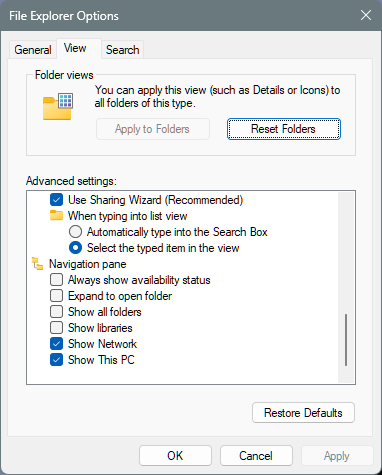 File Explorer Options
General
View
Search
Folder views
You can apply this view (such as Details or Icons) to
all folders of this type.
Apply to Folders
Reset Folders
Advanced settings:
Use Sharing Wizard (Recommended)
When typing into list view
Automatically type into the Search Box
Select the typed item in the view
Navigation pane
Always show availability status
Expand to open folder
Show all folders
Show libraries
Show Network
Show This PC
Restore Defaults
OK
Cancel
Apply